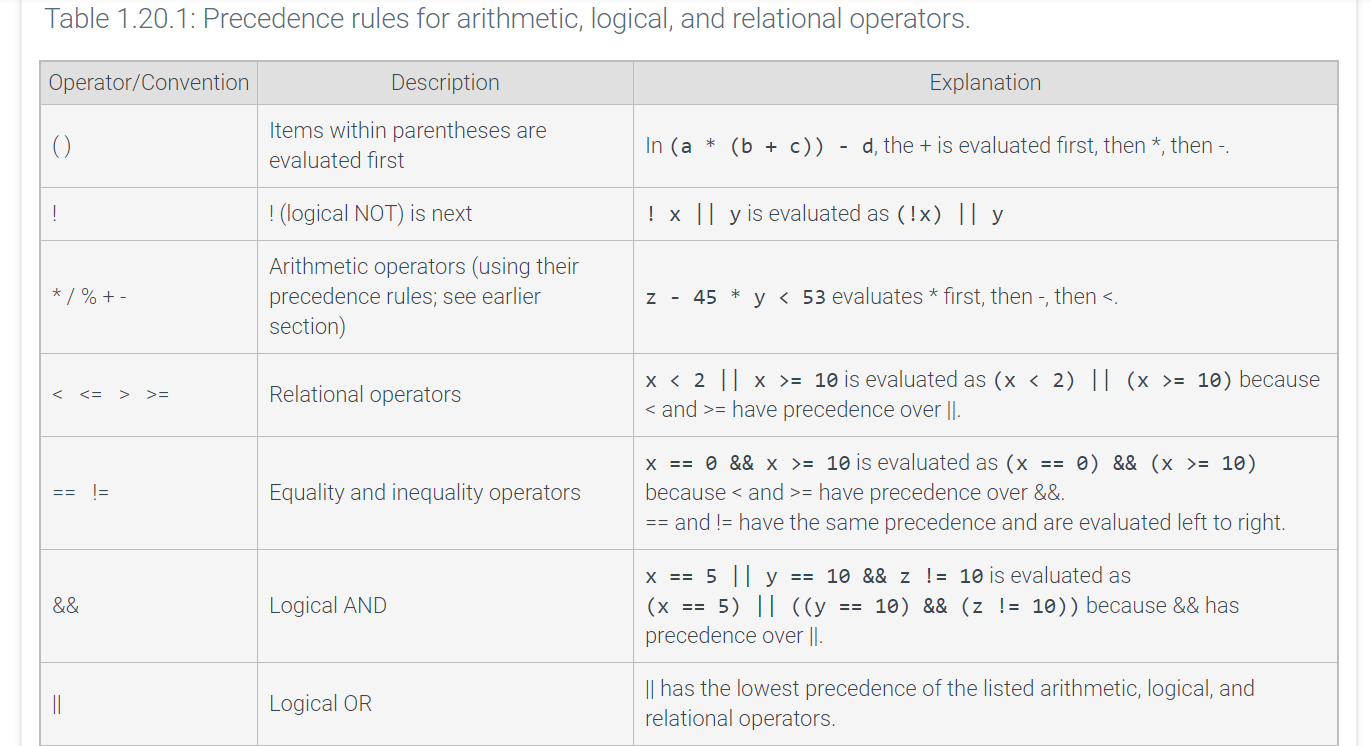 Table 1.20.1: Precedence rules for arithmetic, logical, and relational operators.
Operator/Convention Description Explanation
( ) Items within parentheses are evaluated first In (a * (b + c)) - d, the + is evaluated first, then *, then -.
! ! (logical NOT) is next ! x || y is evaluated as (!x) || y
* / % + - Arithmetic operators (using their precedence rules; see earlier section) z - 45 * y < 53 evaluates * first, then -, then <.
< <= > >= Relational operators x < 2 || x >= 10 is evaluated as (x < 2) || (x >= 10) because
< and >= have precedence over ||.
== != Equality and inequality operators x == 0 && x >= 10 is evaluated as (x == 0) && (x >= 10)
because < and >= have precedence over &&.
== and != have the same precedence and are evaluated left to right.
&& Logical AND x == 5 || y == 10 && z != 10 is evaluated as
(x == 5) || ((y == 10) && (z != 10)) because && has
precedence over ||.
|| Logical OR || has the lowest precedence of the listed arithmetic, logical, and
relational operators.